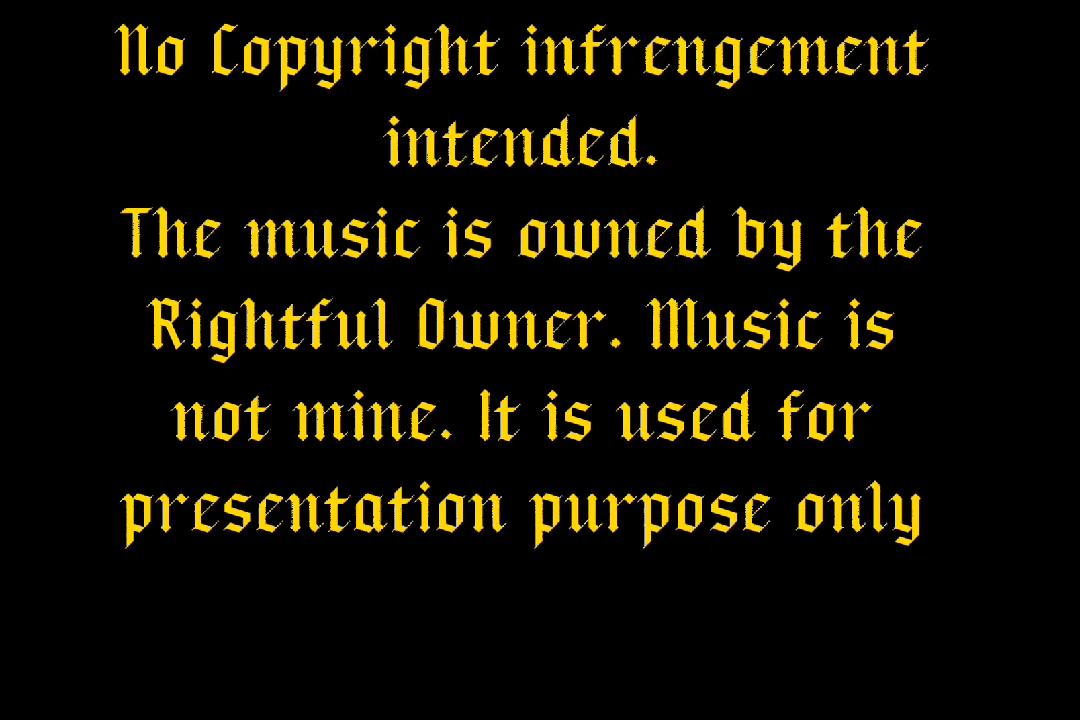 No Copyright infrengement
intended.
The music is owned by the
Rightful Owner. Music is
not mine. It is used for
presentation purpose only